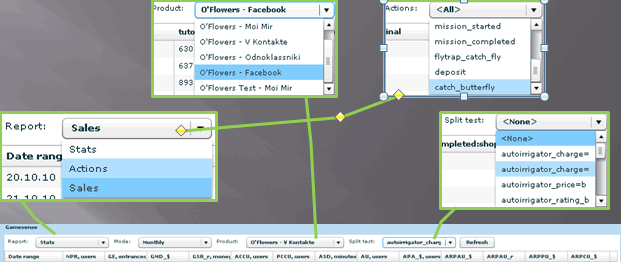 Product: O'Flowers - Facebook
tuto
O'Flowers - Moi Mir
O'Flowers - V Kontakte
O'Flowers - Odnoklassniki
O'Flowers - Facebook
O'Flowers Test - Moi Mir
630
637
893
Actions: <All>
inal
mission_started
mission_completed
flytrap_catch_fly
deposit
catch_butterfly
Report: Sales
Stats
Actions
Sales
Date range
20.10.10
21.10.10
Split test: <None>
mpletedshop
<None>
autoirrigator_charge=
autoirrigator_charge=
autoirrigator_price=b
autoirrigator_rating_b
Gamesense
Report: Stats Mode: Monthly Product: O'Flowers - V Kontakte Split test: autoirrigator_charg Refresh
Date range NPR, users GE, entrances GND_$ GSR_r, money ACCU, users PCCU, users ASD, minutes AU, users APA_$, users ARPAU_$ ARPAU_r ARPPU_$ ARPCU_$